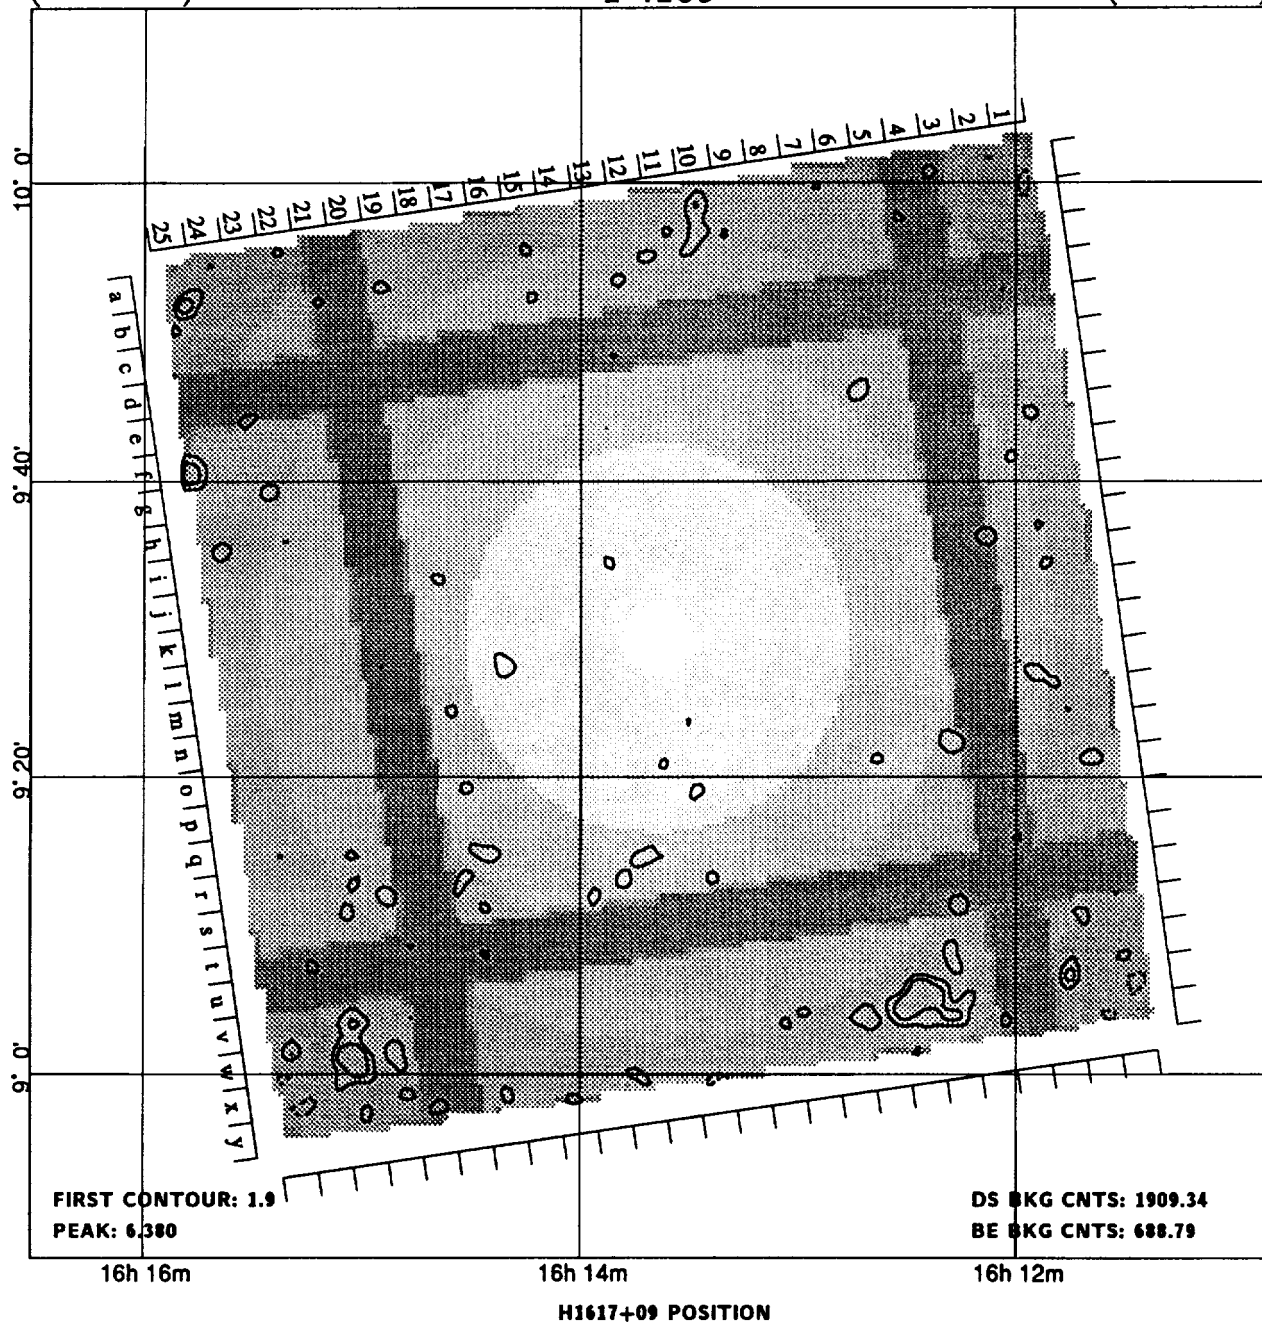 1 2 3 4 5 6 7 8 9 10 11 12 13 14 15 16 17 18 19 20 21 22 23 24 25
10° 0'
a b c d e f g h i j k l m n o p q r s t u v w x y
9° 40'
9° 20'
9° 0'
FIRST CONTOUR: 1.9
PEAK: 6.380
DS BKG CNTS: 1909.34
BE BKG CNTS: 688.79
16h 16m
16h 14m
16h 12m
H1617+09 POSITION